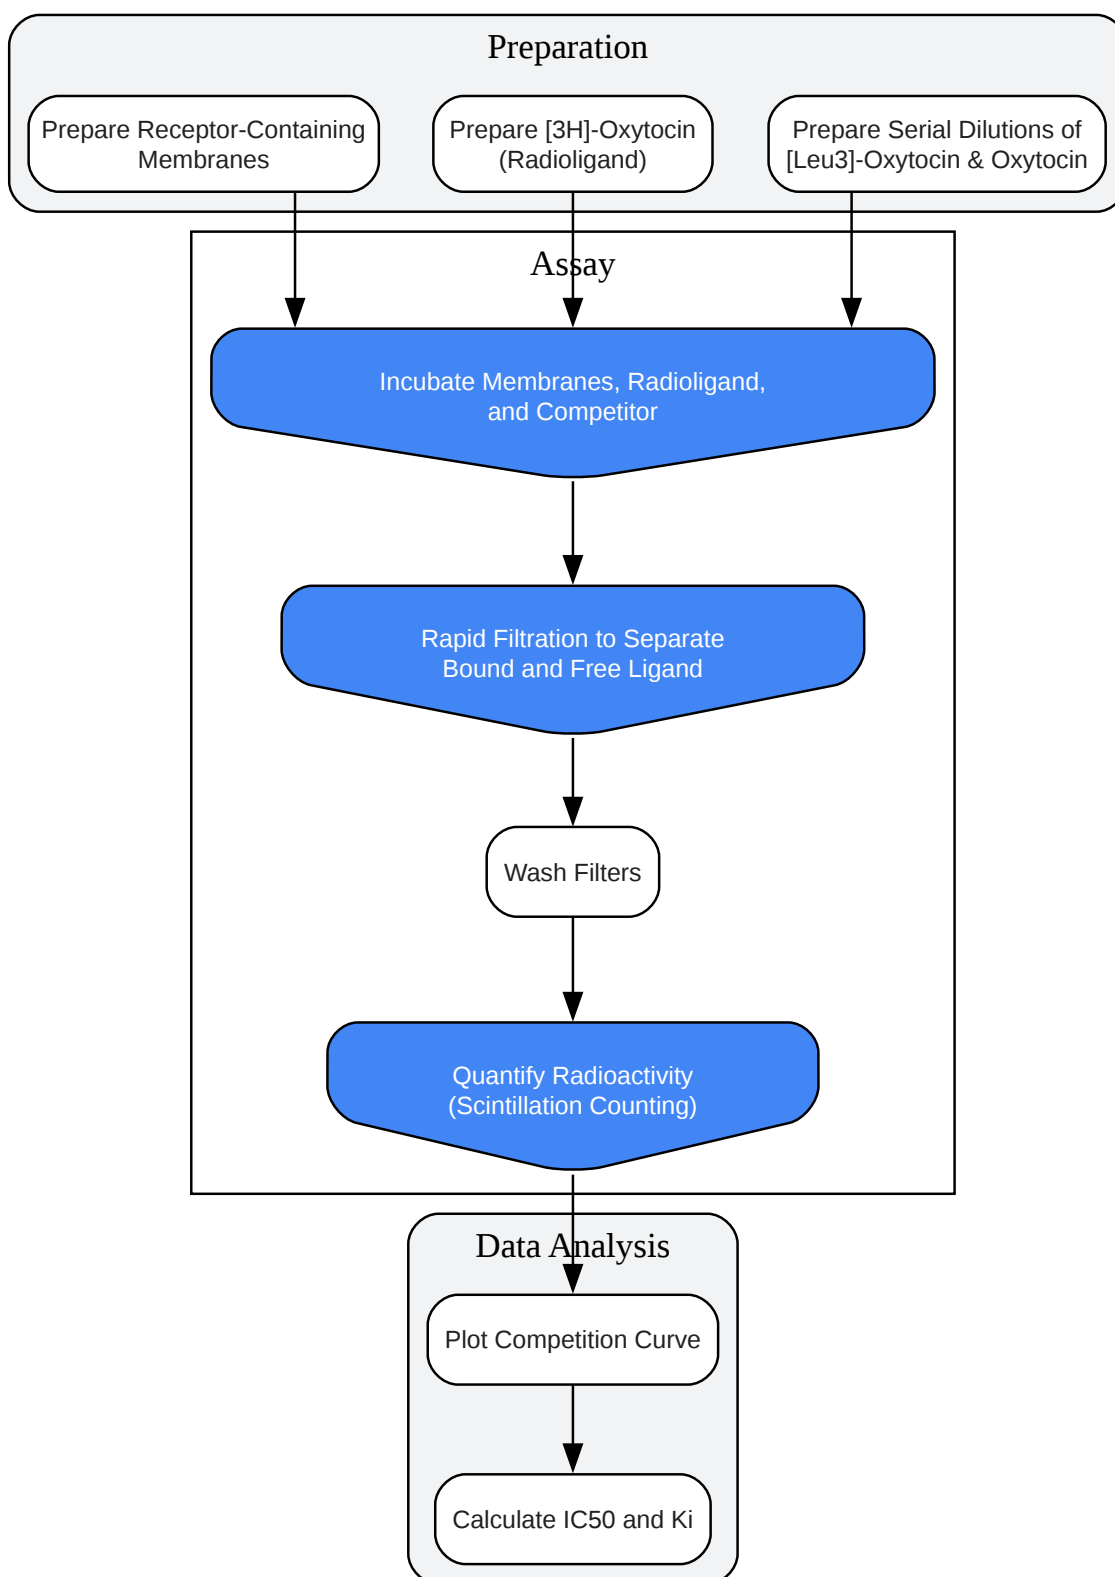 Preparation
Prepare Receptor-Containing
Membranes
Prepare [3H]-Oxytocin
(Radioligand)
Prepare Serial Dilutions of
[Leu3]-Oxytocin & Oxytocin
Assay
Incubate Membranes, Radioligand,
and Competitor
Rapid Filtration to Separate
Bound and Free Ligand
Wash Filters
Quantify Radioactivity
(Scintillation Counting)
Data Analysis
Plot Competition Curve
Calculate IC50 and Ki